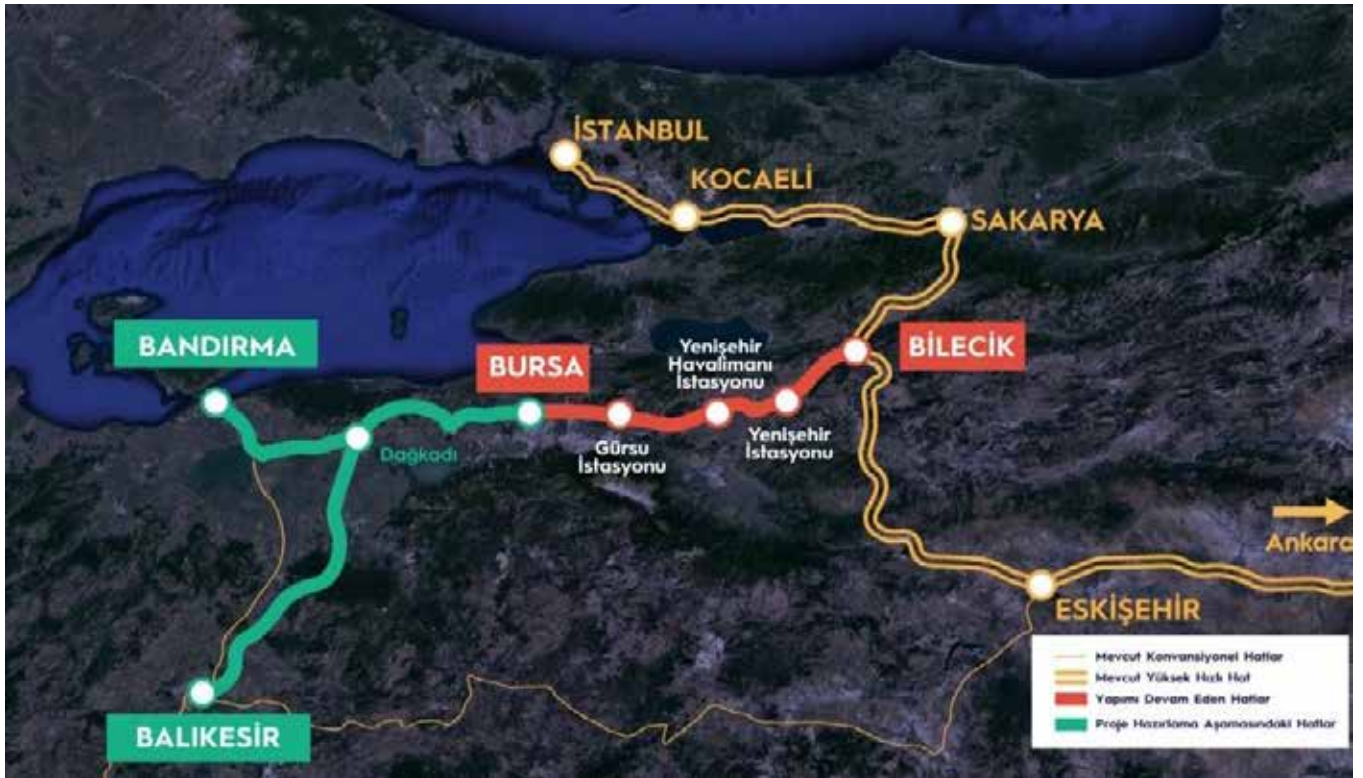 İSTANBUL
KOCAELİ
SAKARYA
BANDIRMA
BURSA
Yenişehir
Havalimanı
İstasyonu
BİLECİK
Dağkadı
Gürsu
İstasyonu
Yenişehir
İstasyonu
Ankara
ESKİŞEHİR
BALIKESİR
Mevcut Konvansiyonel Hatlar
Mevcut Yüksek Hızlı Hat
Yapımı Devam Eden Hatlar
Proje Hazırlama Aşamasındaki Hatlar